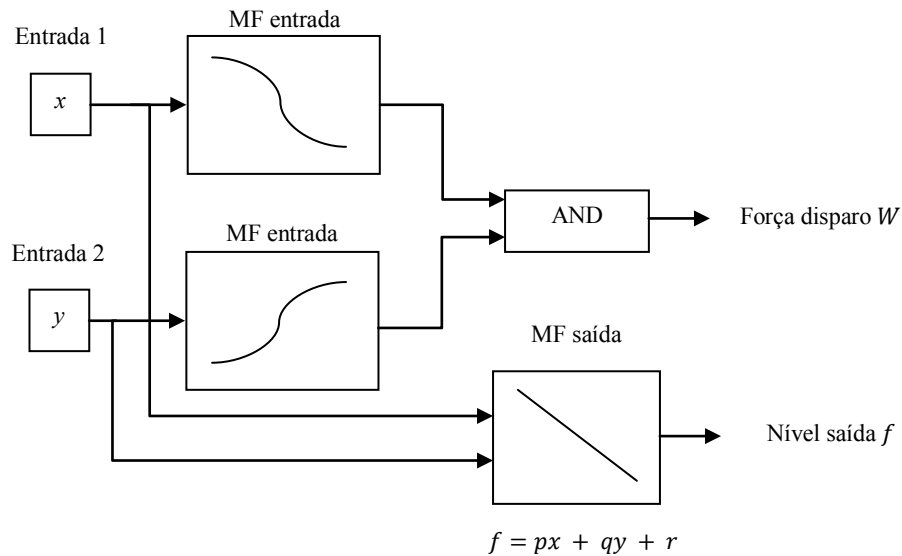 MF entrada
Entrada 1
x
AND
Força disparo W
MF entrada
Entrada 2
y
MF saída
Nível saída f
f = px + qy + r